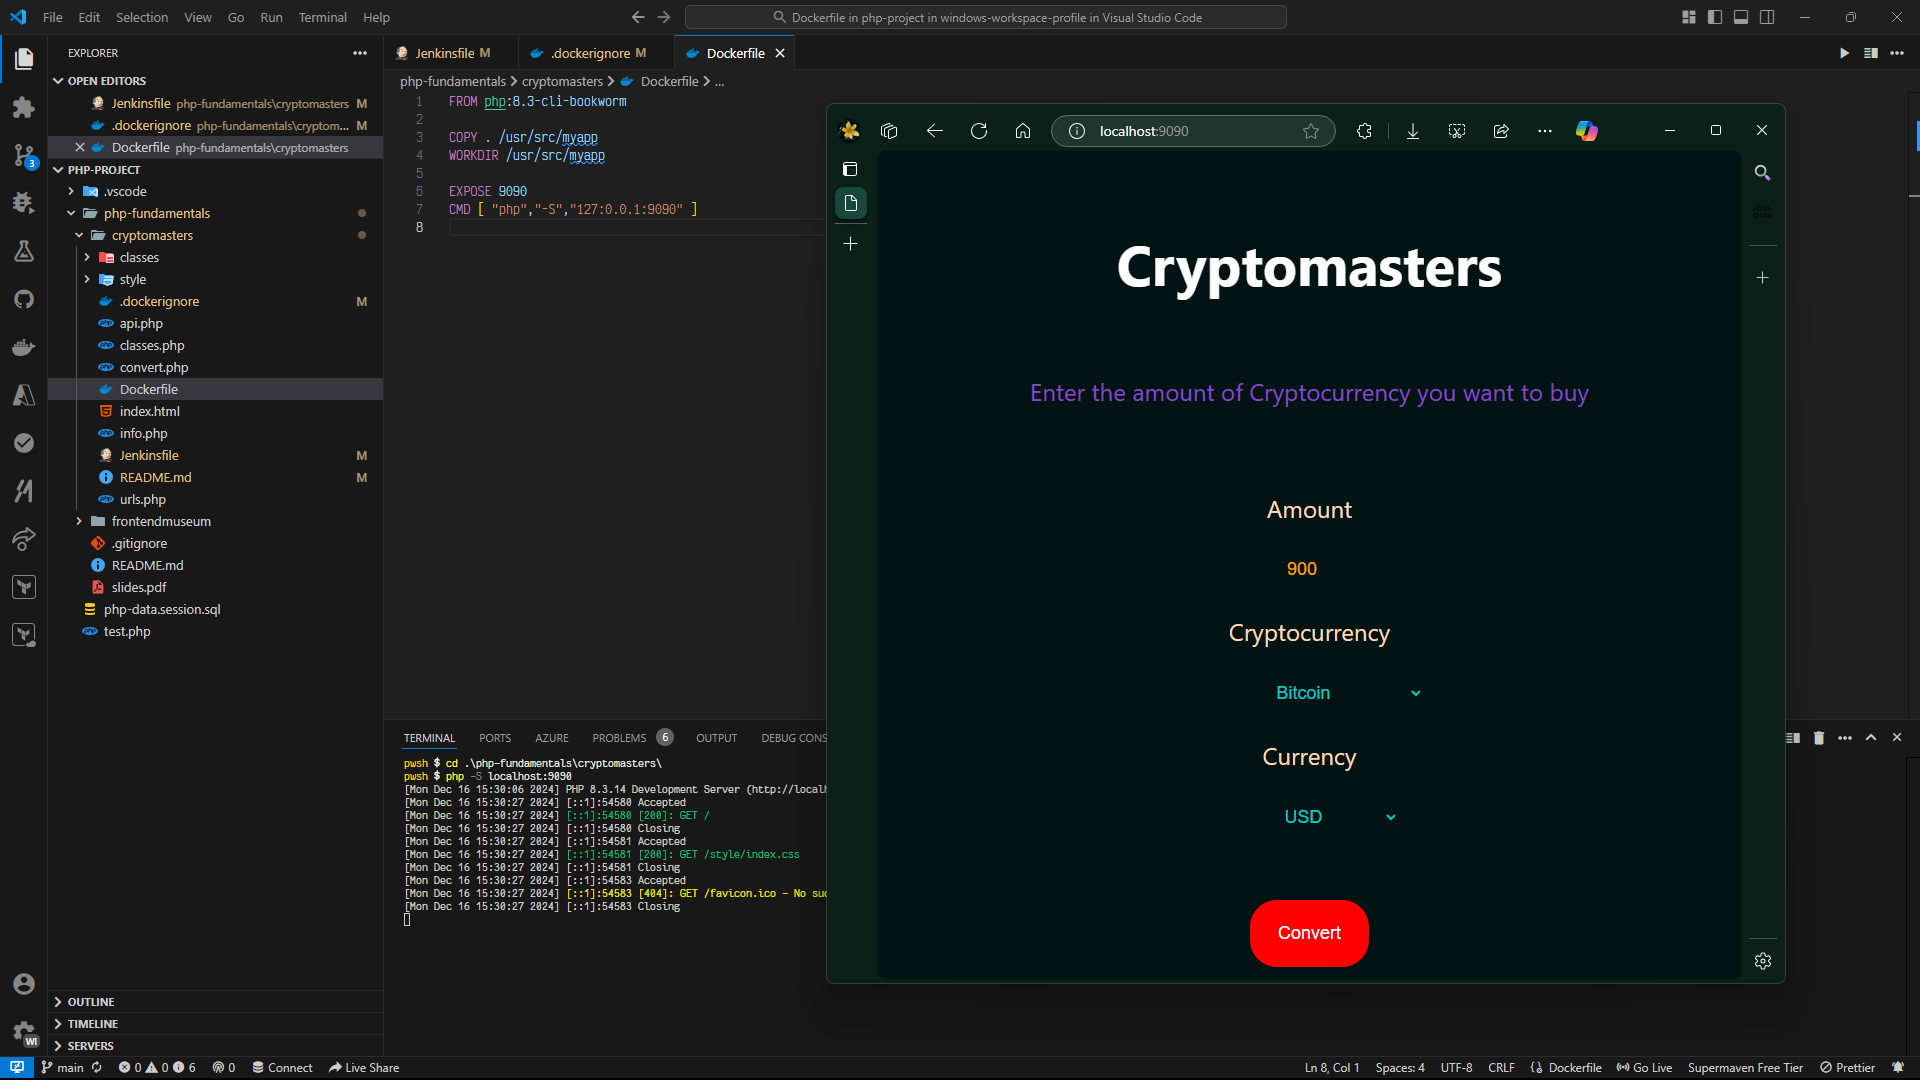 File Edit Selection View Go Run Terminal Help
Dockerfile in php-project in windows-workspace-profile in Visual Studio Code
EXPLORER
OPEN EDITORS
Jenkinsfile php-fundamentals\cryptomasters M
.dockerignore php-fundamentals\cryptom... M
Dockerfile php-fundamentals\cryptomasters
PHP-PROJECT
.vscode
php-fundamentals
cryptomasters
classes
style
.dockerignore M
api.php
classes.php
convert.php
Dockerfile
index.html
info.php
Jenkinsfile M
README.md M
urls.php
frontendmuseum
.gitignore
README.md
slides.pdf
php-data.session.sql
test.php
OUTLINE
TIMELINE
SERVERS
3
WI
Jenkinsfile M
.dockerignore M
Dockerfile
php-fundamentals > cryptomasters > Dockerfile > ...
1 FROM php:8.3-cli-bookworm
2
3 COPY . /usr/src/myapp
4 WORKDIR /usr/src/myapp
5
6 EXPOSE 9090
7 CMD [ "php","-S","127:0.0.1:9090" ]
8
localhost:9090
Cryptomasters
Enter the amount of Cryptocurrency you want to buy
Amount
900
Cryptocurrency
Bitcoin
Currency
USD
Convert
TERMINAL PORTS AZURE PROBLEMS 6 OUTPUT DEBUG CONS
pwsh $ cd .\php-fundamentals\cryptomasters\
pwsh $ php -S localhost:9090
[Mon Dec 16 15:30:06 2024] PHP 8.3.14 Development Server (http://local
[Mon Dec 16 15:30:27 2024] [::1]:54580 Accepted
[Mon Dec 16 15:30:27 2024] [::1]:54580 [200]: GET /
[Mon Dec 16 15:30:27 2024] [::1]:54580 Closing
[Mon Dec 16 15:30:27 2024] [::1]:54581 Accepted
[Mon Dec 16 15:30:27 2024] [::1]:54581 [200]: GET /style/index.css
[Mon Dec 16 15:30:27 2024] [::1]:54581 Closing
[Mon Dec 16 15:30:27 2024] [::1]:54583 Accepted
[Mon Dec 16 15:30:27 2024] [::1]:54583 [404]: GET /favicon.ico - No suc
[Mon Dec 16 15:30:27 2024] [::1]:54583 Closing
main 0 0 6 0 Connect Live Share
Ln 8, Col 1 Spaces: 4 UTF-8 CRLF Dockerfile Go Live Supermaven Free Tier Prettier